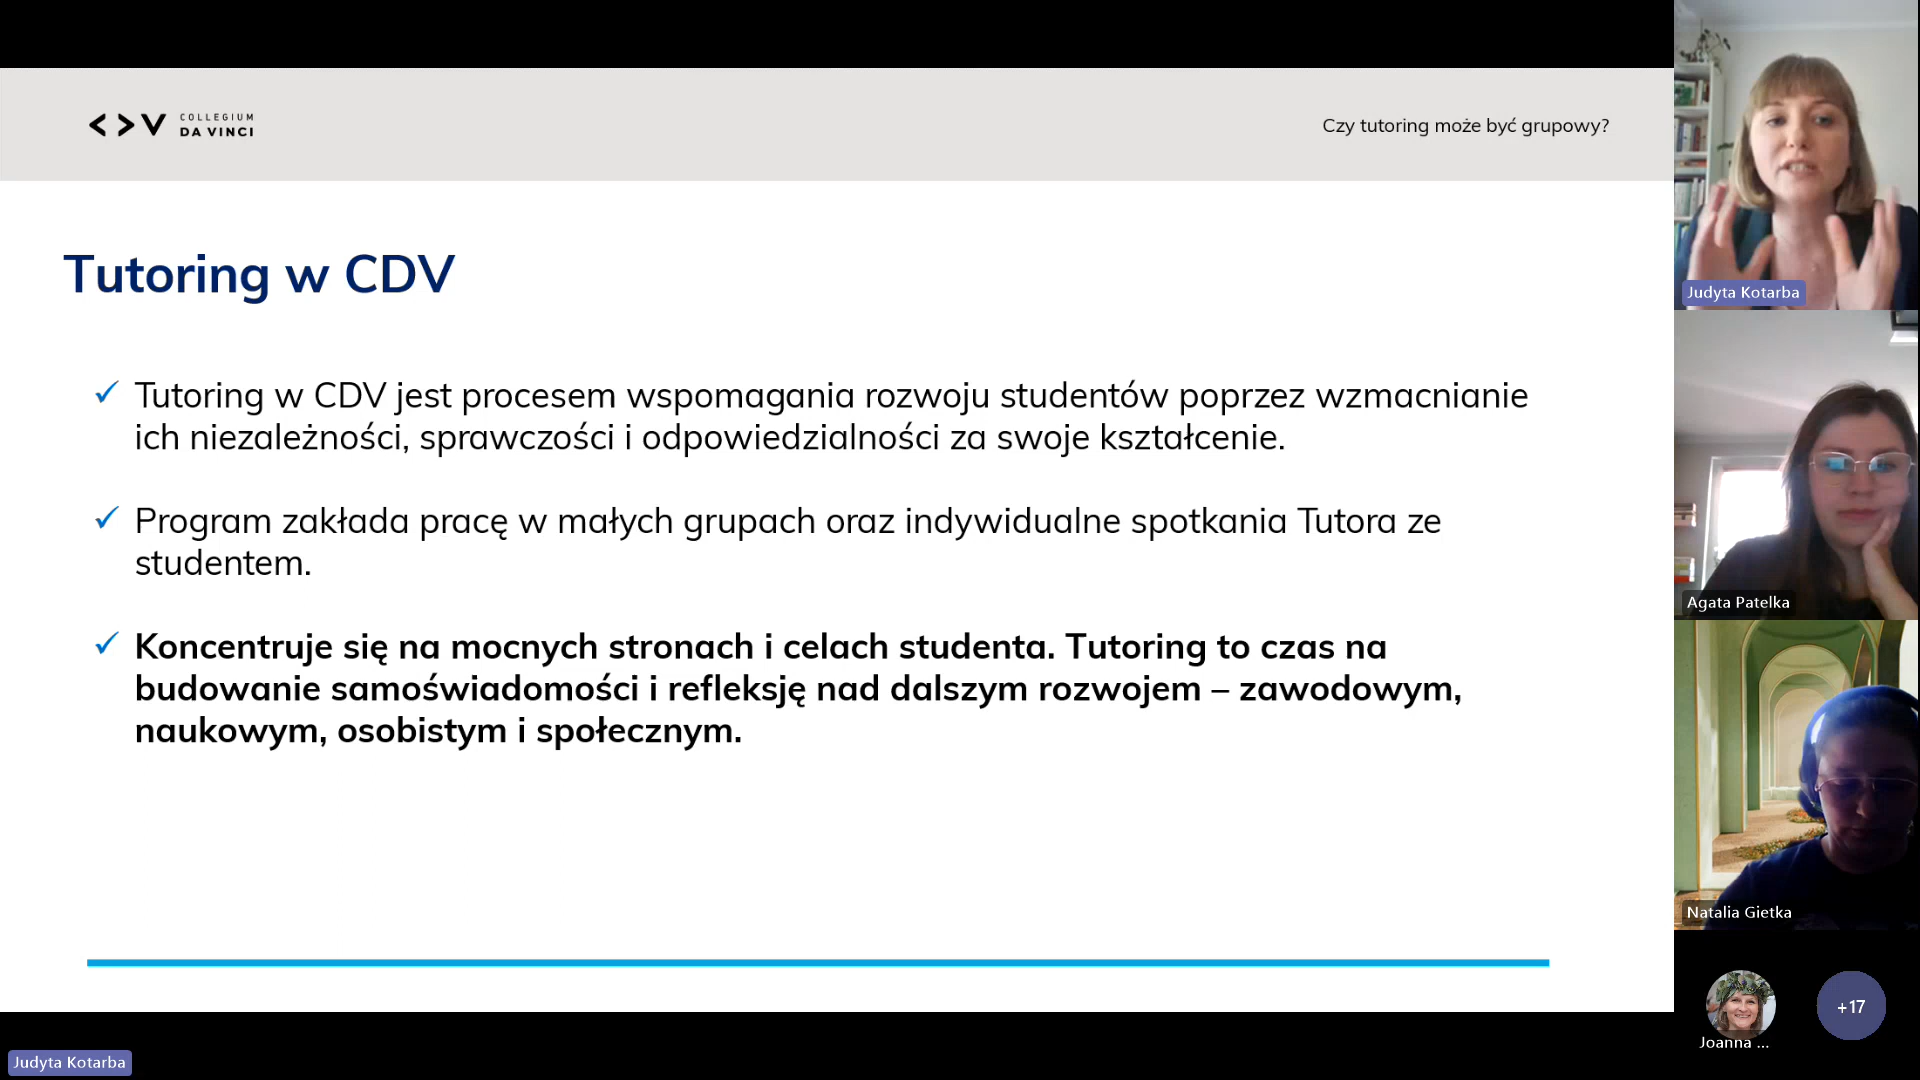 COLLEGIUM
DA VINCI
Czy tutoring może być grupowy?
Tutoring w CDV
Tutoring w CDV jest procesem wspomagania rozwoju studentów poprzez wzmacnianie
ich niezależności, sprawczości i odpowiedzialności za swoje kształcenie.
Program zakłada pracę w małych grupach oraz indywidualne spotkania Tutora ze
studentem.
Koncentruje się na mocnych stronach i celach studenta. Tutoring to czas na
budowanie samoświadomości i refleksję nad dalszym rozwojem – zawodowym,
naukowym, osobistym i społecznym.
Judyta Kotarba
Agata Patelka
Natalia Gietka
Joanna ...
+17
Judyta Kotarba